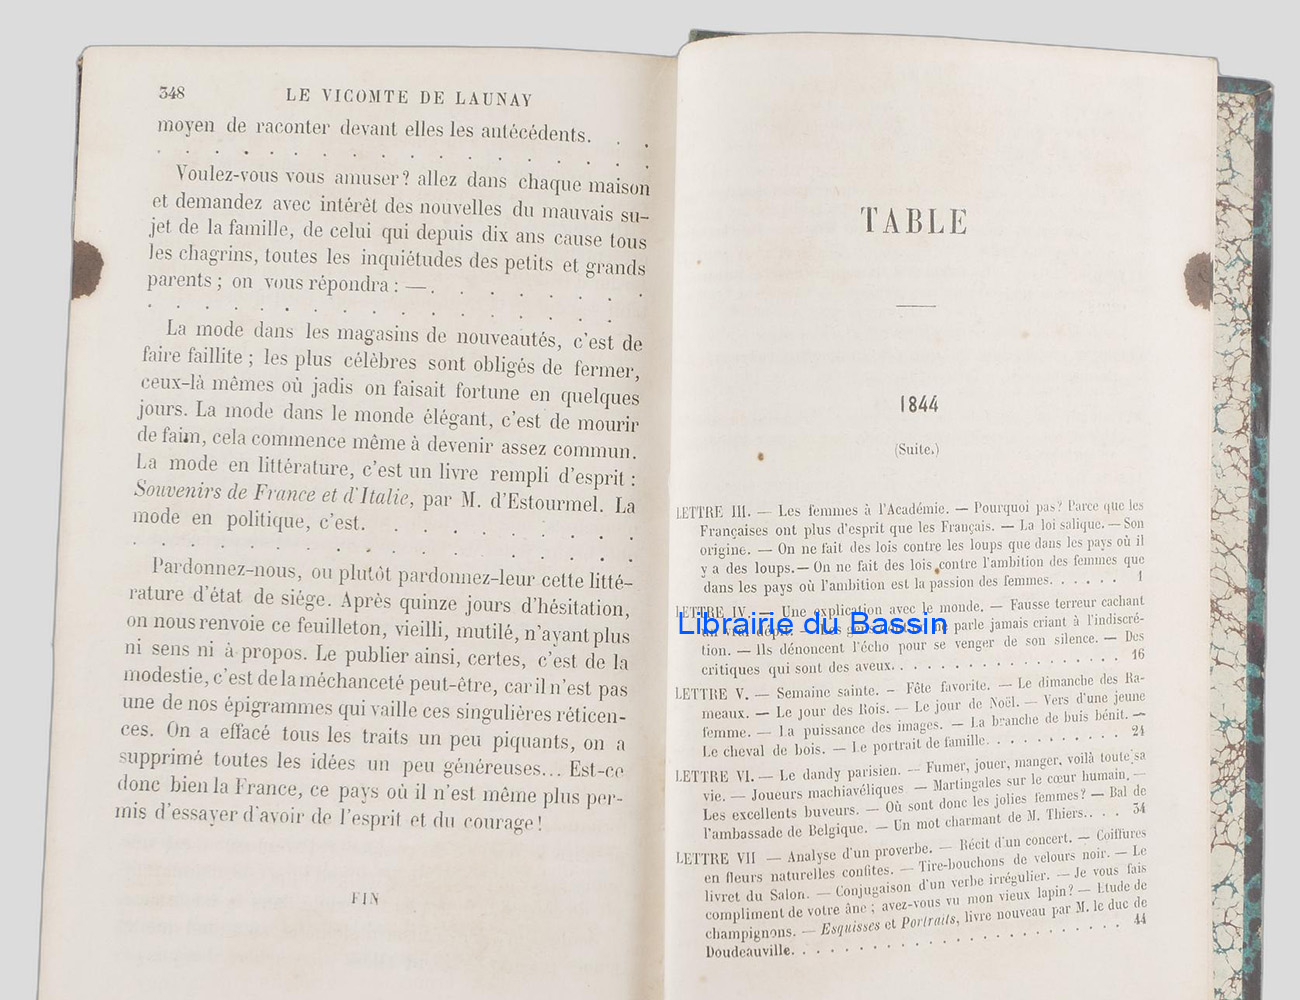 348 LE VICOMTE DE LAUNAY
moyen de raconter devant elles les antécédents. . .
. . . . . . . . . . . . . . . . . .
Voulez-vous vous amuser? allez dans chaque maison
et demandez avec intérêt des nouvelles du mauvais su-
jet de la famille, de celui qui depuis dix ans cause tous
les chagrins, toutes les inquiétudes des petits et grands
parents ; on vous répondra : —. . . . . . . .
. . . . . . . . . . . . . . . . . .
La mode dans les magasins de nouveautés, c'est de
faire faillite ; les plus célèbres sont obligés de fermer,
ceux-là mêmes où jadis on faisait fortune en quelques
jours. La mode dans le monde élégant, c'est de mourir
de faim, cela commence même à devenir assez commun.
La mode en littérature, c'est un livre rempli d'esprit :
Souvenirs de France et d'Italie, par M. d'Estourmel. La
mode en politique, c'est. . . . . . . . . .
. . . . . . . . . . . . . . . . . .
Pardonnez-nous, ou plutôt pardonnez-leur cette litté-
rature d'état de siége. Après quinze jours d'hésitation,
on nous renvoie ce feuilleton, vieilli, mutilé, n'ayant plus
ni sens ni à-propos. Le publier ainsi, certes, c'est de la
modestie, c'est de la méchanceté peut-être, car il n'est pas
une de nos épigrammes qui vaille ces singulières réticen-
ces. On a effacé tous les traits un peu piquants, on a
supprimé toutes les idées un peu généreuses... Est-ce
donc bien la France, ce pays où il n'est même plus per-
mis d'essayer d'avoir de l'esprit et du courage!
FIN
TABLE
1844
(Suite.)
LETTRE III. — Les femmes à l'Académie. — Pourquoi pas? Parce que les
Françaises ont plus d'esprit que les Français. — La loi salique. — Son
origine. — On ne fait des lois contre les loups que dans les pays où il
y a des loups. — On ne fait des lois contre l'ambition des femmes que
dans les pays où l'ambition est la passion des femmes. . . . . . 1
LETTRE IV. — Une explication avec le monde. — Fausse terreur cachant
un vrai dépit. — Les gens ne parle jamais criant à l'indiscré-
tion. — Ils dénoncent l'écho pour se venger de son silence. — Des
critiques qui sont des aveux. . . . . . . . . . . . . . . . 16
LETTRE V. — Semaine sainte. — Fête favorite. — Le dimanche des Ra-
meaux. — Le jour des Rois. — Le jour de Noël. — Vers d'une jeune
femme. — La puissance des images. — La branche de buis bénit. —
Le cheval de bois. — Le portrait de famille. . . . . . . . . . 24
LETTRE VI. — Le dandy parisien. — Fumer, jouer, manger, voilà toute sa
vie. — Joueurs machiavéliques — Martingales sur le cœur humain. —
Les excellents buveurs. — Où sont donc les jolies femmes? — Bal de
l'ambassade de Belgique. — Un mot charmant de M. Thiers. . . . 34
LETTRE VII — Analyse d'un proverbe. — Récit d'un concert. — Coiffures
en fleurs naturelles confites. — Tire-bouchons de velours noir. — Le
livret du Salon. — Conjugaison d'un verbe irrégulier. — Je vous fais
compliment de votre âne ; avez-vous vu mon vieux lapin? — Etude de
champignons. — Esquisses et Portraits, livre nouveau par M. le duc de
Doudeauville. . . . . . . . . . . . . . . . . . . . . 44
Librairie du Bassin